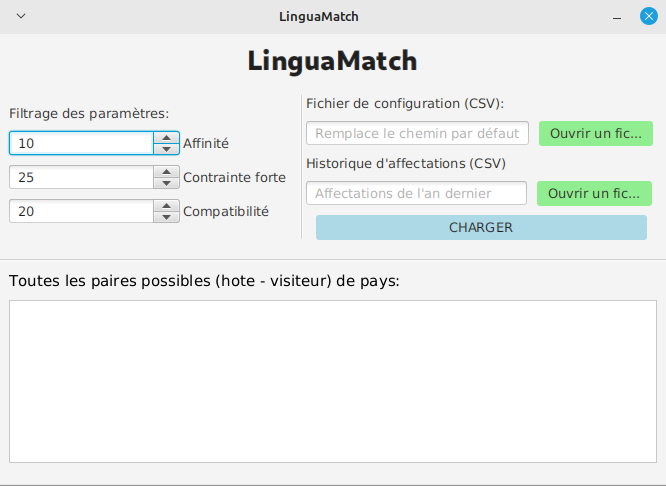 LinguaMatch
LinguaMatch
Filtrage des paramètres:
10 Affinité
25 Contrainte forte
20 Compatibilité
Fichier de configuration (CSV):
Remplace le chemin par défaut Ouvrir un fic...
Historique d'affectations (CSV)
Affectations de l'an dernier Ouvrir un fic...
CHARGER
Toutes les paires possibles (hote - visiteur) de pays: